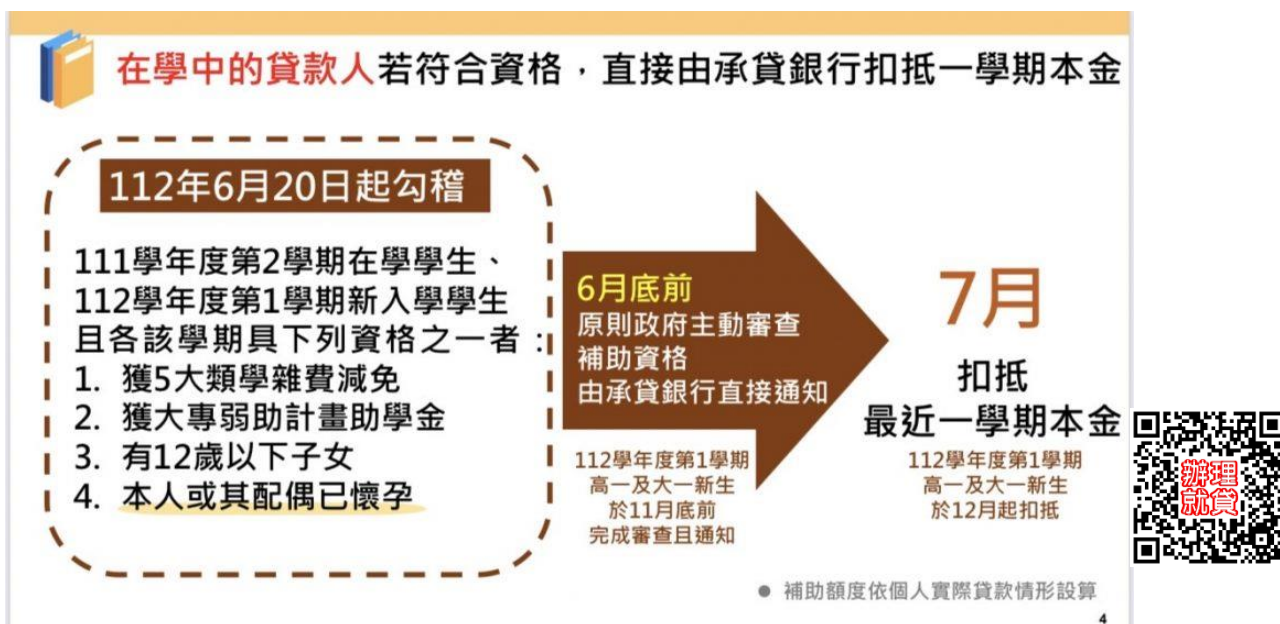 在學中的貸款人若符合資格，直接由承貸銀行扣抵一學期本金
112年6月20日起勾稽
111學年度第2學期在學學生、
112學年度第1學期新入學學生
且各該學期具下列資格之一者：
1. 獲5大類學雜費減免
2. 獲大專弱助計畫助學金
3. 有12歲以下子女
4. 本人或其配偶已懷孕
6月底前
原則政府主動審查
補助資格
由承貸銀行直接通知
112學年度第1學期
高一及大一新生
於11月底前
完成審查且通知
7月
扣抵
最近一學期本金
112學年度第1學期
高一及大一新生
於12月起扣抵
辦理
就貸
● 補助額度依個人實際貸款情形設算
4